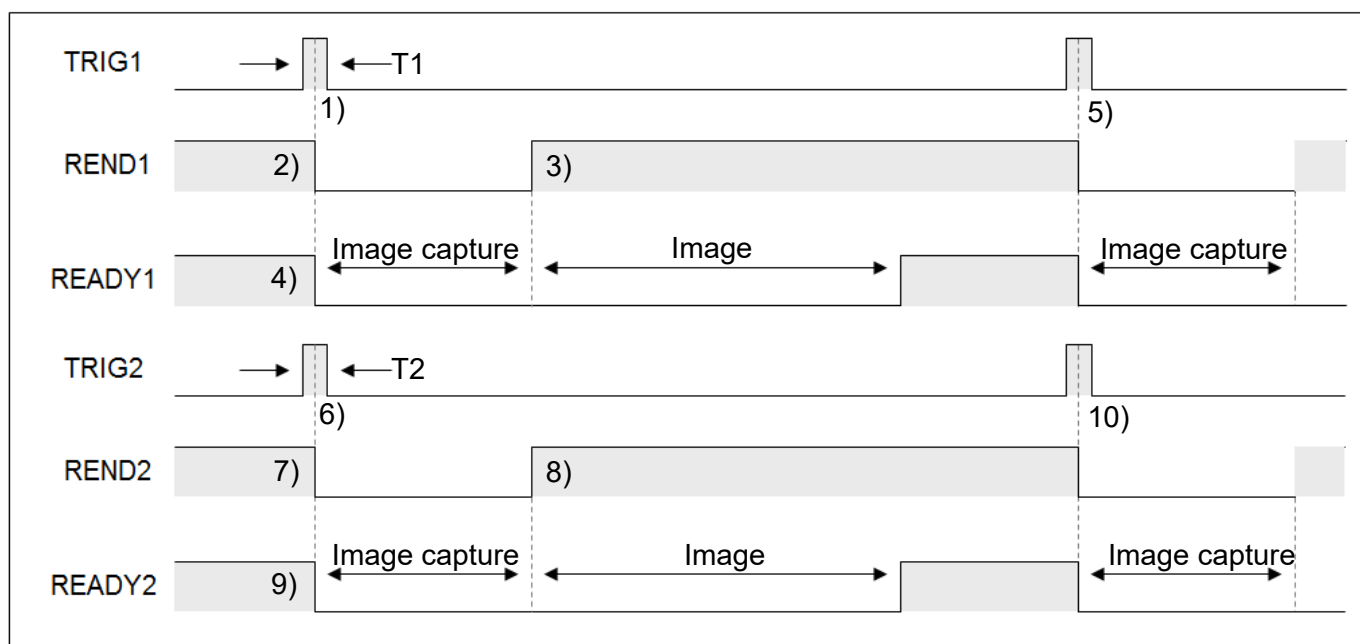 TRIG1
T1
1)
5)
REND1
2)
3)
Image capture
Image
Image capture
READY1
4)
TRIG2
T2
6)
10)
REND2
7)
8)
Image capture
Image
Image capture
READY2
9)